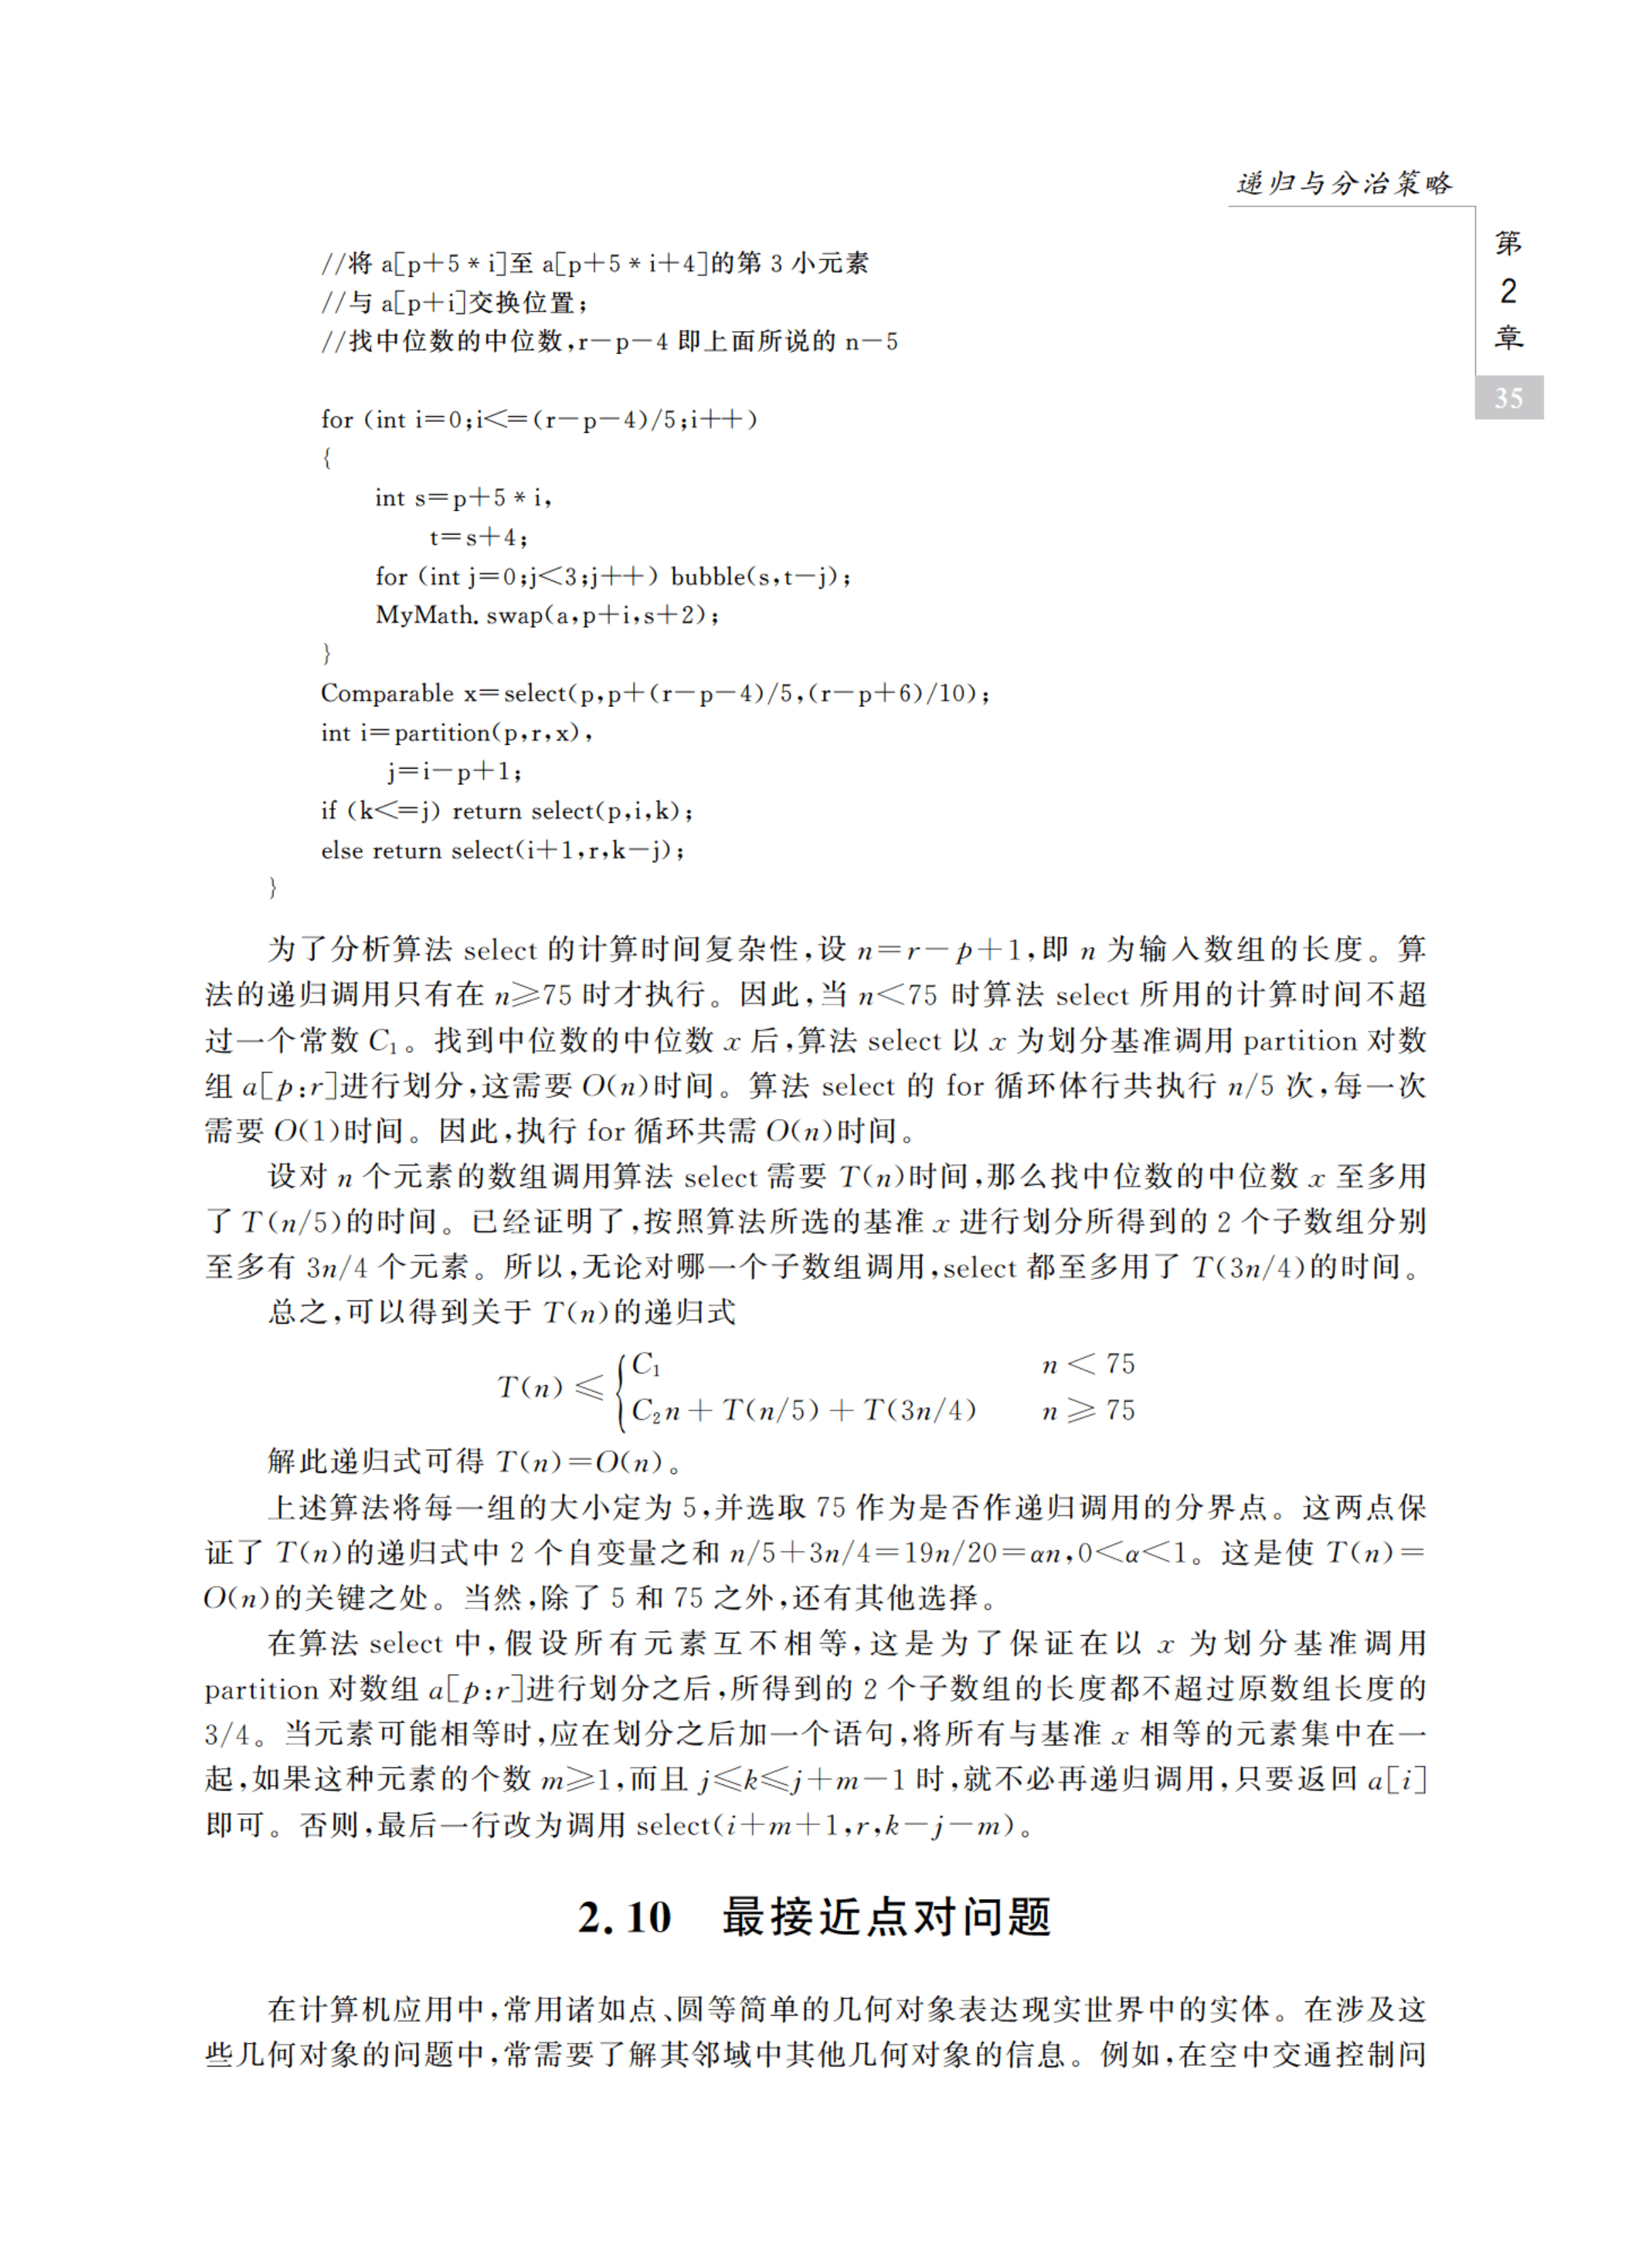 递归与分治策略
第
2
章
35
//将 a[p+5*i]至 a[p+5*i+4]的第 3 小元素
//与 a[p+i]交换位置;
//找中位数的中位数,r-p-4 即上面所说的 n-5
for (int i=0;i<=(r-p-4)/5;i++)
{
int s=p+5*i,
t=s+4;
for (int j=0;j<3;j++) bubble(s,t-j);
MyMath.swap(a,p+i,s+2);
}
Comparable x=select(p,p+(r-p-4)/5,(r-p+6)/10);
int i=partition(p,r,x),
j=i-p+1;
if (k<=j) return select(p,i,k);
else return select(i+1,r,k-j);
}
为了分析算法 select 的计算时间复杂性,设 n=r-p+1,即 n 为输入数组的长度。算
法的递归调用只有在 n≥75 时才执行。因此,当 n<75 时算法 select 所用的计算时间不超
过一个常数 C₁。找到中位数的中位数 x 后,算法 select 以 x 为划分基准调用 partition 对数
组 a[p:r]进行划分,这需要 O(n)时间。算法 select 的 for 循环体行共执行 n/5 次,每一次
需要 O(1)时间。因此,执行 for 循环共需 O(n)时间。
设对 n 个元素的数组调用算法 select 需要 T(n)时间,那么找中位数的中位数 x 至多用
了 T(n/5)的时间。已经证明了,按照算法所选的基准 x 进行划分所得到的 2 个子数组分别
至多有 3n/4 个元素。所以,无论对哪一个子数组调用,select 都至多用了 T(3n/4)的时间。
总之,可以得到关于 T(n)的递归式
T(n) ≤ { C₁ n < 75
C₂n + T(n/5) + T(3n/4) n ≥ 75
解此递归式可得 T(n)=O(n)。
上述算法将每一组的大小定为 5,并选取 75 作为是否作递归调用的分界点。这两点保
证了 T(n)的递归式中 2 个自变量之和 n/5+3n/4=19n/20=αn,0<α<1。这是使 T(n)=
O(n)的关键之处。当然,除了 5 和 75 之外,还有其他选择。
在算法 select 中,假设所有元素互不相等,这是为了保证在以 x 为划分基准调用
partition 对数组 a[p:r]进行划分之后,所得到的 2 个子数组的长度都不超过原数组长度的
3/4。当元素可能相等时,应在划分之后加一个语句,将所有与基准 x 相等的元素集中在一
起,如果这种元素的个数 m≥1,而且 j≤k≤j+m-1 时,就不必再递归调用,只要返回 a[i]
即可。否则,最后一行改为调用 select(i+m+1,r,k-j-m)。
2.10 最接近点对问题
在计算机应用中,常用诸如点、圆等简单的几何对象表达现实世界中的实体。在涉及这
些几何对象的问题中,常需要了解其邻域中其他几何对象的信息。例如,在空中交通控制问